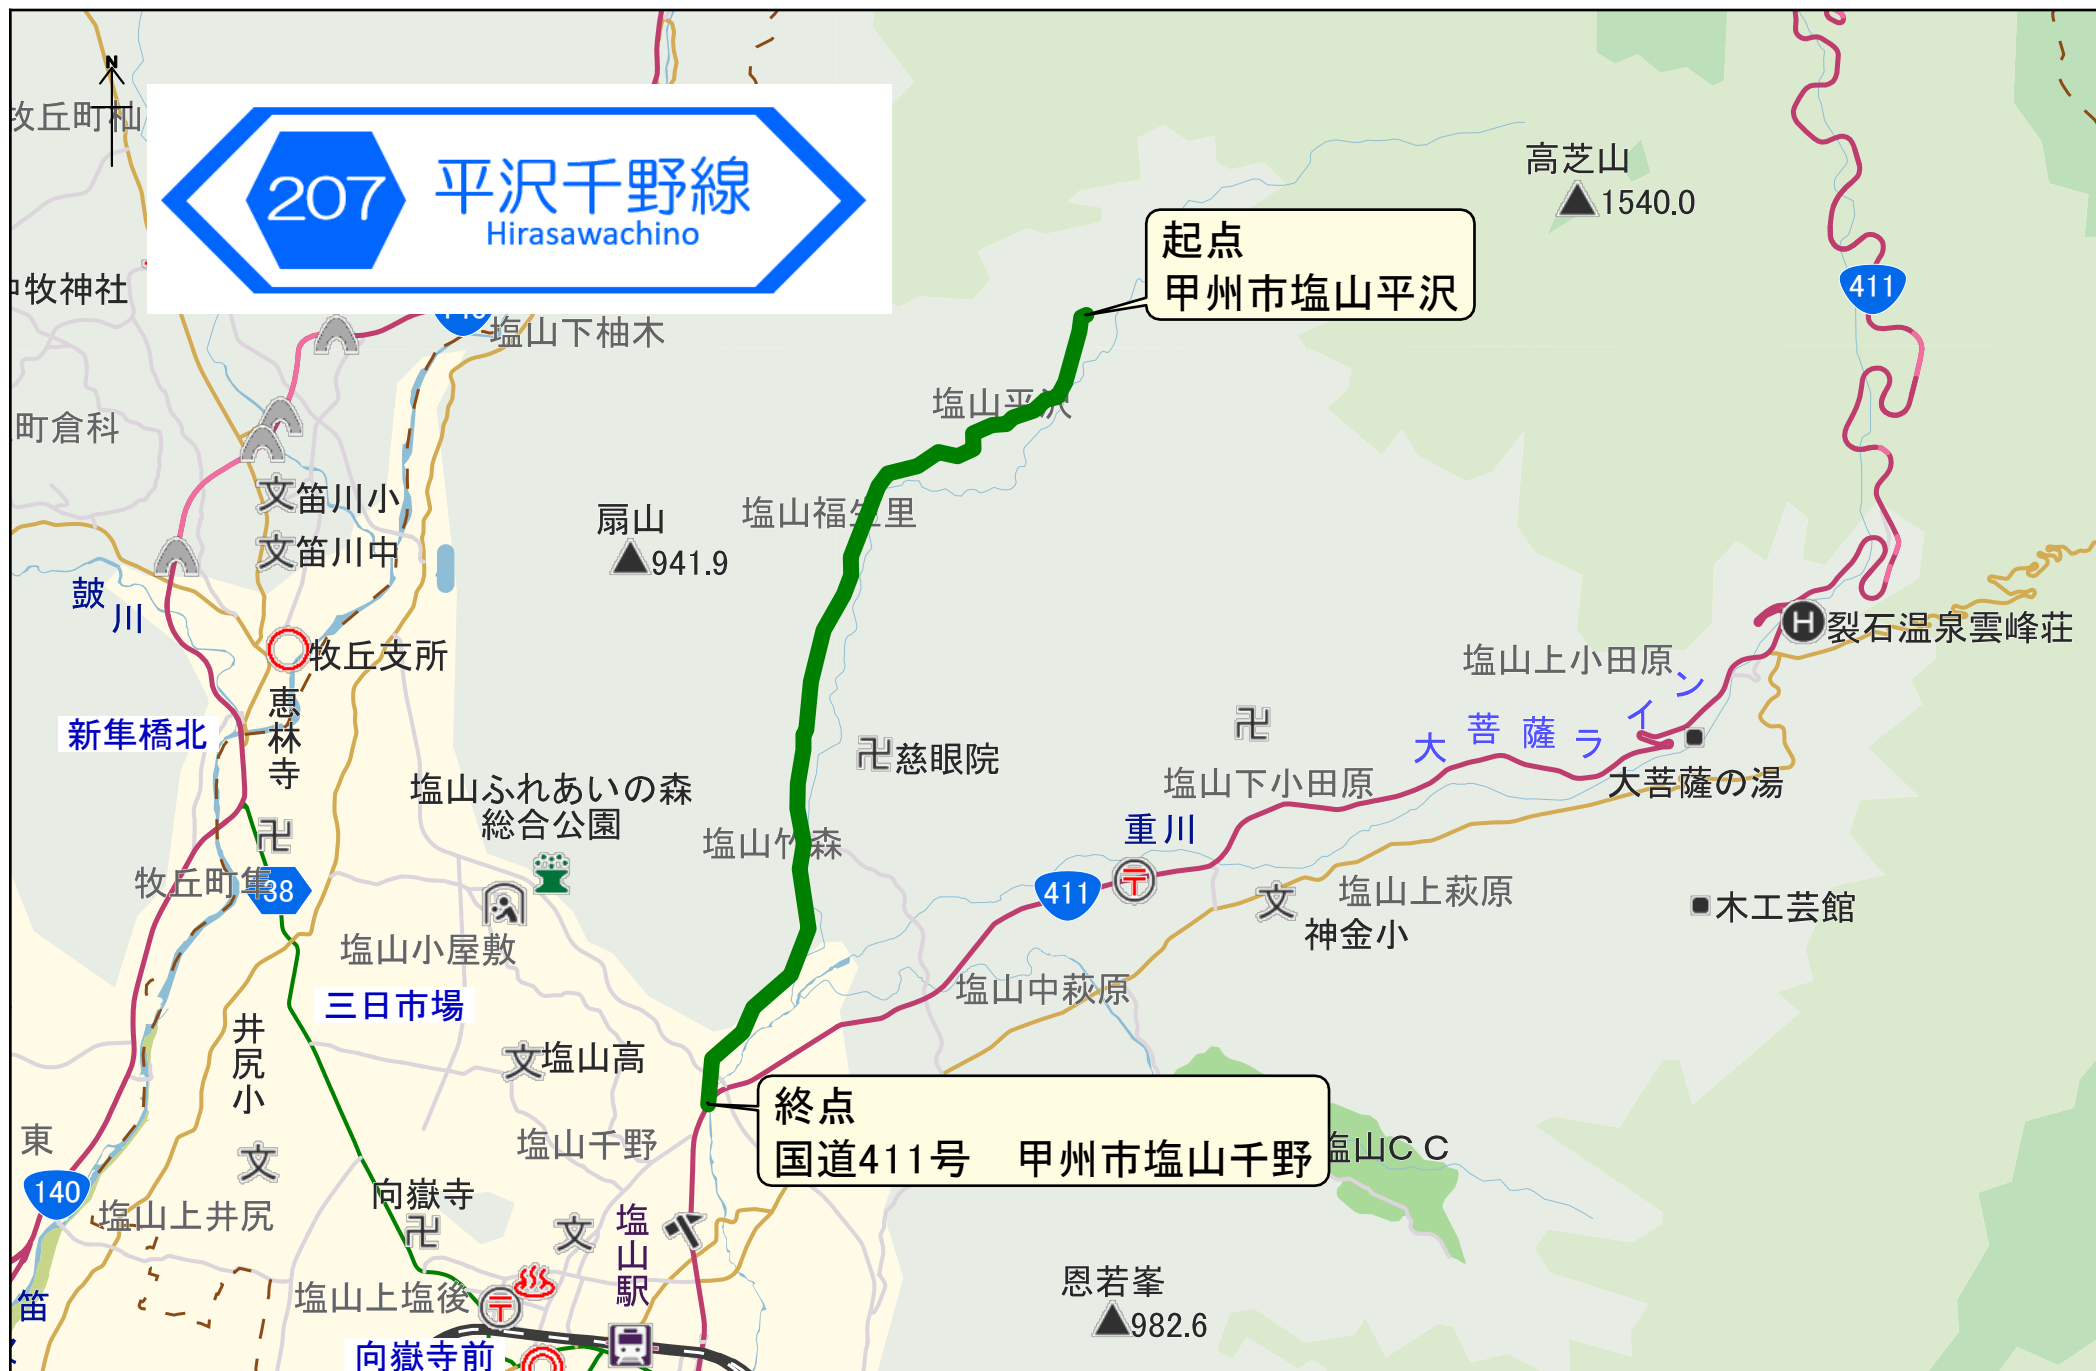 N
牧丘町杣
207
平沢千野線
Hirasawachino
高芝山
1540.0
起点
甲州市塩山平沢
411
中牧神社
塩山下柚木
塩山平沢
町倉科
笛川小
塩山福生里
扇山
941.9
笛川中
鼓川
牧丘支所
裂石温泉雲峰荘
塩山上小田原
恵林寺
新隼橋北
大菩薩ライン
慈眼院
塩山ふれあいの森
総合公園
塩山下小田原
大菩薩の湯
重川
塩山竹森
牧丘町隼
38
411
塩山上萩原
木工芸館
神金小
塩山小屋敷
塩山中萩原
三日市場
井尻小
塩山高
終点
国道411号 甲州市塩山千野
塩山CC
東
塩山千野
140
向嶽寺
塩山上井尻
塩山駅
恩若峯
982.6
塩山上塩後
笛
向嶽寺前